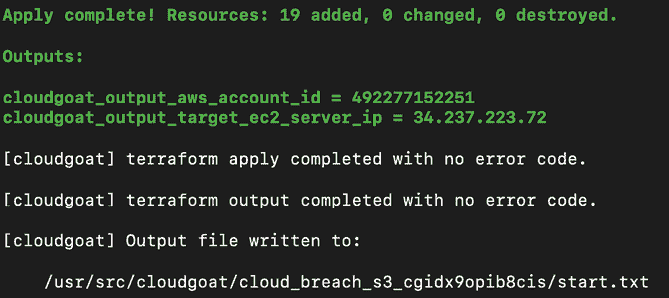 Apply complete! Resources: 19 added, 0 changed, 0 destroyed.
Outputs:
cloudgoat_output_aws_account_id = 492277152251
cloudgoat_output_target_ec2_server_ip = 34.237.223.72
[cloudgoat] terraform apply completed with no error code.
[cloudgoat] terraform output completed with no error code.
[cloudgoat] Output file written to:
/usr/src/cloudgoat/cloud_breach_s3_cgidx9opib8cis/start.txt